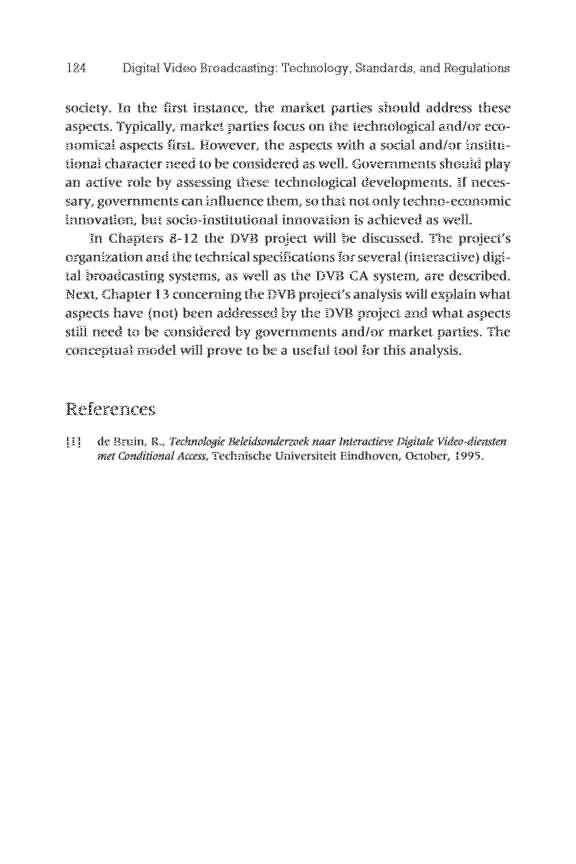 124 Digital Video Broadcasting: Technology, Standards, and Regulations
society. In the first instance, the market parties should address these
aspects. Typically, market parties focus on the technological and/or eco-
nomical aspects first. However, the aspects with a social and/or institu-
tional character need to be considered as well. Governments should play
an active role by assessing these technological developments. If neces-
sary, governments can influence them, so that not only techno-economic
innovation, but socio-institutional innovation is achieved as well.
In Chapters 8-12 the DVB project will be discussed. The project's
organization and the technical specifications for several (interactive) digi-
tal broadcasting systems, as well as the DVB CA system, are described.
Next, Chapter 13 concerning the DVB project's analysis will explain what
aspects have (not) been addressed by the DVB project and what aspects
still need to be considered by governments and/or market parties. The
conceptual model will prove to be a useful tool for this analysis.
References
[1] de Bruin, R., Technologie Beleidsonderzoek naar Interactieve Digitale Video-diensten
met Conditional Access, Technische Universiteit Eindhoven, October, 1995.